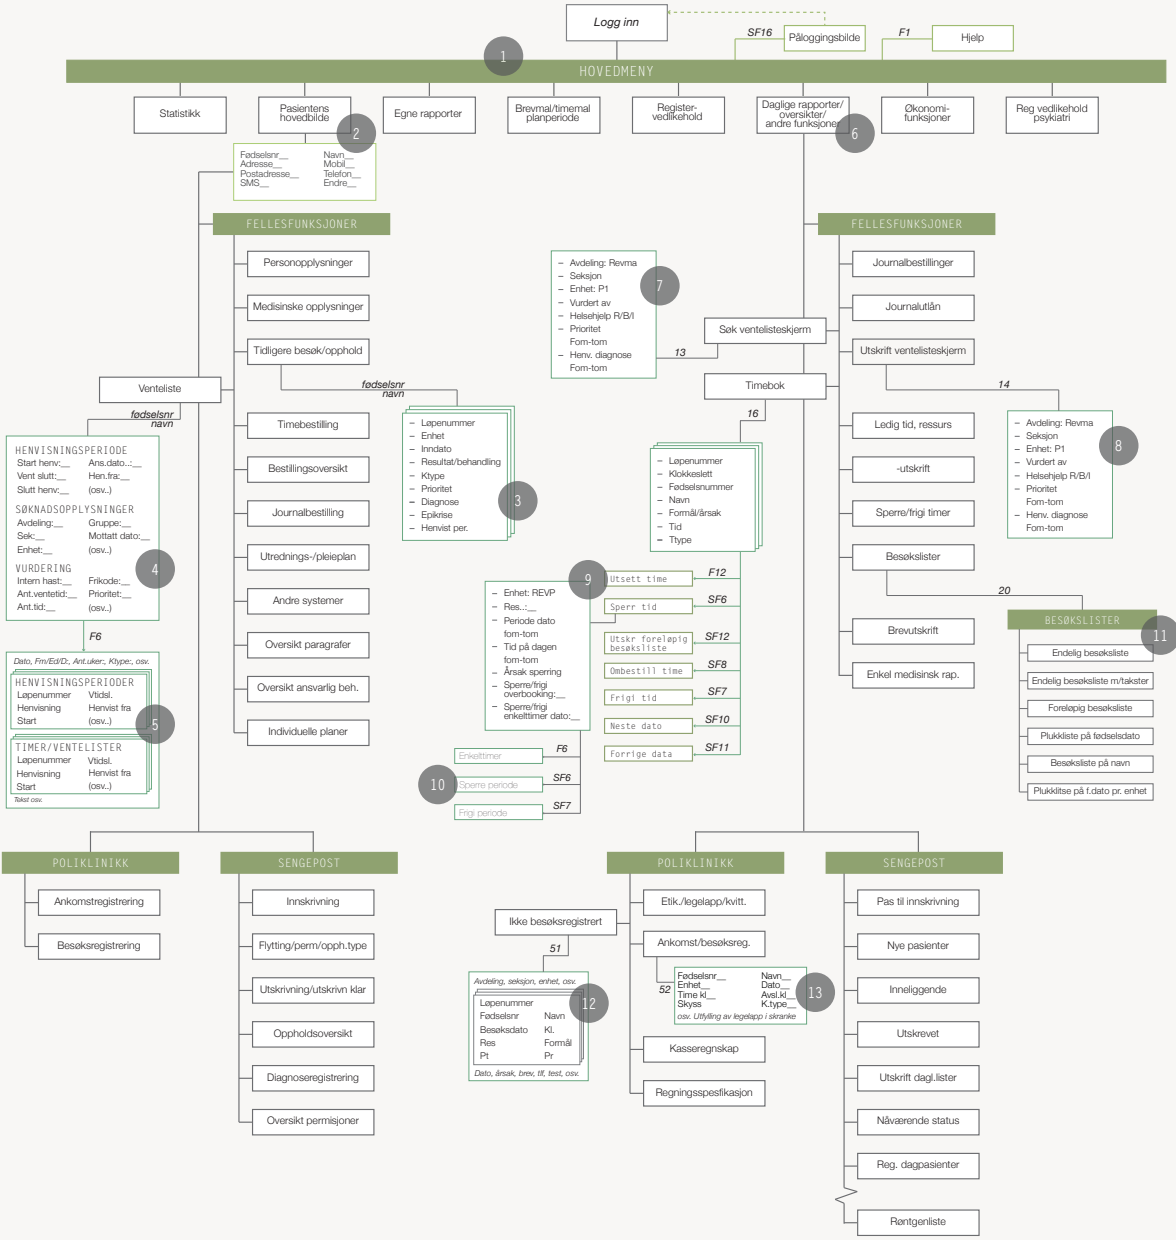 Logg inn
SF16
Påloggingsbilde
F1
Hjelp
1
HOVEDMENY
Statistikk
Pasientens
hovedbilde
Egne rapporter
Brevmal/timemal
planperiode
Register-
vedlikehold
Daglige rapporter/
oversikter/
andre funksjoner
Økonomi-
funksjoner
Reg vedlikehold
psykiatri
2
6
Fødselsnr__ Navn__
Adresse__ Mobil__
Postadresse__ Telefon__
SMS__ Endre__
FELLESFUNKSJONER
Personopplysninger
Medisinske opplysninger
Tidligere besøk/opphold
Venteliste
fødselsnr
navn
fødselsnr
navn
Timebestilling
Bestillingsoversikt
Journalbestilling
Utrednings-/pleieplan
Andre systemer
Oversikt paragrafer
Oversikt ansvarlig beh.
Individuelle planer
– Løpenummer
– Enhet
– Inndato
– Resultat/behandling
– Ktype
– Prioritet
– Diagnose
– Epikrise
– Henvist per.
3
HENVISNINGSPERIODE
Start henv:__ Ans.dato..:__
Vent slutt:__ Hen.fra:__
Slutt henv:__ (osv..)
SØKNADSOPPLYSNINGER
Avdeling:__ Gruppe:__
Sek:__ Mottatt dato:__
Enhet:__ (osv..)
VURDERING
Intern hast:__ Frikode:__
Ant.ventetid:__ Prioritet:__
Ant.tid:__ (osv..)
4
F6
Dato, Fm/Ed/D:, Ant.uker:, Ktype:, osv.
HENVISNINGSPERIODER
Løpenummer Vtidsl.
Henvisning Henvist fra
Start (osv..)
5
TIMER/VENTELISTER
Løpenummer Vtidsl.
Henvisning Henvist fra
Start (osv..)
Tekst osv.
POLIKLINIKK
Ankomstregistrering
Besøksregistrering
SENGEPOST
Innskrivning
Flytting/perm/opph.type
Utskrivning/utskrivn klar
Oppholdsoversikt
Diagnoseregistrering
Oversikt permisjoner
FELLESFUNKSJONER
Journalbestillinger
Journalutlån
Utskrift ventelisteskjerm
Ledig tid, ressurs
-utskrift
Sperre/frigi timer
Besøkslister
Brevutskrift
Enkel medisinsk rap.
– Avdeling: Revma
– Seksjon
– Enhet: P1
– Vurdert av
– Helsehjelp R/B/I
– Prioritet
Fom-tom
– Henv. diagnose
Fom-tom
7
13
Søk ventelisteskjerm
Timebok
16
– Løpenummer
– Klokkeslett
– Fødselsnummer
– Navn
– Formål/årsak
– Tid
– Ttype
14
– Avdeling: Revma
– Seksjon
– Enhet: P1
– Vurdert av
– Helsehjelp R/B/I
– Prioritet
Fom-tom
– Henv. diagnose
Fom-tom
8
9
– Enhet: REVP
– Res..:__
– Periode dato
fom-tom
– Tid på dagen
fom-tom
– Årsak sperring
– Sperre/frigi
overbooking:__
– Sperre/frigi
enkelttimer dato:__
Utsett time
F12
Sperr tid
SF6
Utskr foreløpig
besøksliste
SF12
Ombestill time
SF8
Frigi tid
SF7
Neste dato
SF10
Forrige data
SF11
10
Enkelttimer
F6
Sperre periode
SF6
Frigi periode
SF7
20
BESØKSLISTER
11
Endelig besøksliste
Endelig besøksliste m/takster
Foreløpig besøksliste
Plukkliste på fødselsdato
Besøksliste på navn
Plukklitse på f.dato pr. enhet
POLIKLINIKK
Etik./legelapp/kvitt.
Ikke besøksregistrert
Ankomst/besøksreg.
51
Avdeling, seksjon, enhet, osv.
Løpenummer
Fødselsnr Navn
Besøksdato Kl.
Res Formål
Pt Pr
Dato, årsak, brev, tlf, test, osv.
12
52
Fødselsnr__ Navn__
Enhet__ Dato__
Time kl__ Avsl.kl__
Skyss K.type__
osv. Utfylling av legelapp i skranke
13
Kasseregnskap
Regningsspesfikasjon
SENGEPOST
Pas til innskrivning
Nye pasienter
Inneliggende
Utskrevet
Utskrift dagl.lister
Nåværende status
Reg. dagpasienter
Røntgenliste